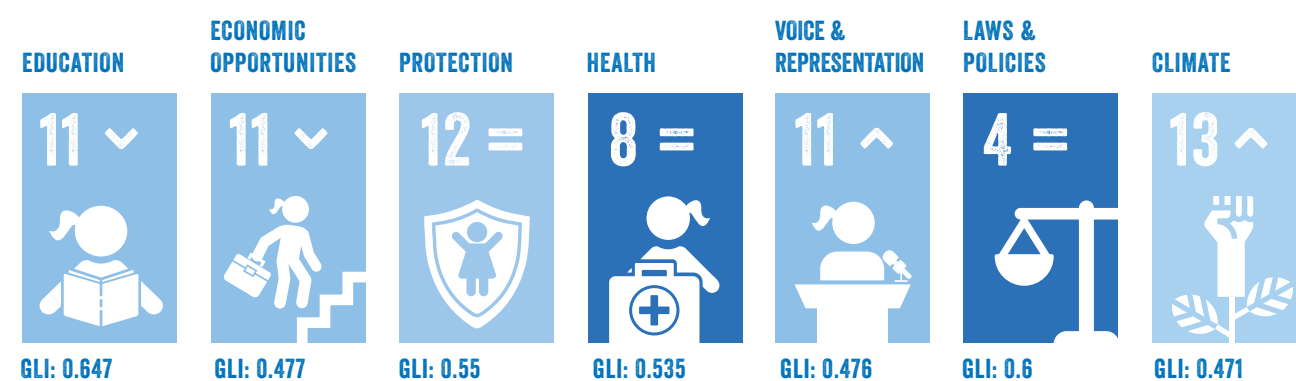 EDUCATION
ECONOMIC
OPPORTUNITIES
PROTECTION
HEALTH
VOICE &
REPRESENTATION
LAWS &
POLICIES
CLIMATE
11
11
12 =
8 =
11
4 =
13
GLI: 0.647
GLI: 0.477
GLI: 0.55
GLI: 0.535
GLI: 0.476
GLI: 0.6
GLI: 0.471